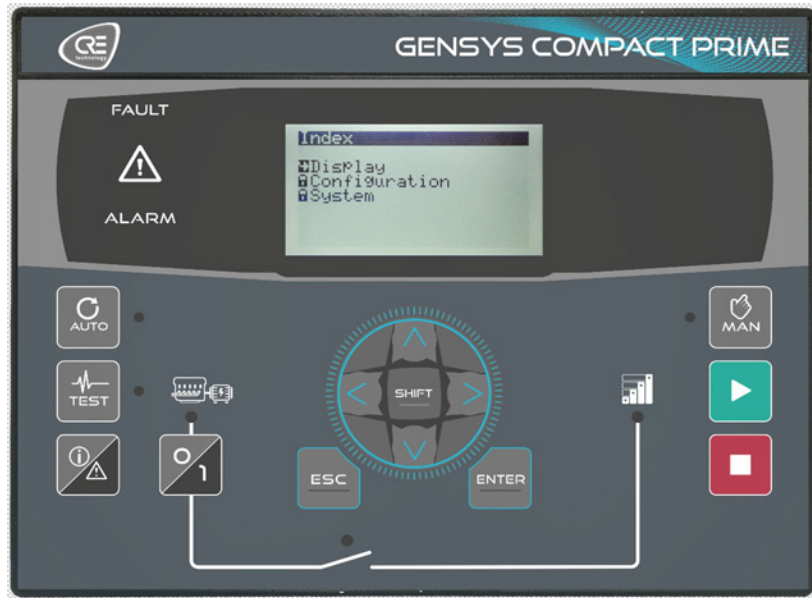 CRE
technology
GENSYS COMPACT PRIME
FAULT
ALARM
Index
Display
Configuration
System
AUTO
MAN
TEST
SHIFT
ESC
ENTER